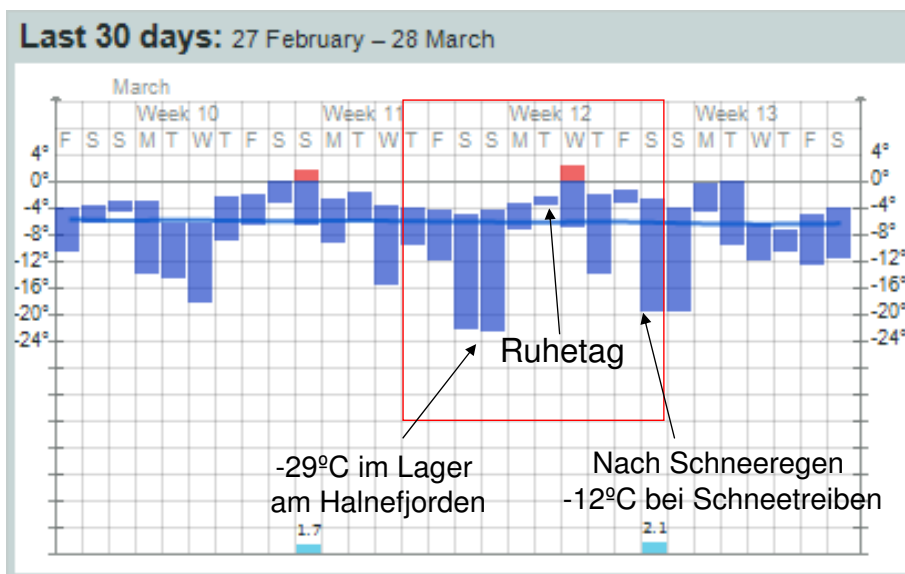 Last 30 days: 27 February – 28 March
March
Week 10 Week 11 Week 12 Week 13
F S S M T W T F S S M T W T F S S M T W T F S S M T W T F S
4° 4°
0° 0°
-4° -4°
-8° -8°
-12° -12°
-16° -16°
-20° -20°
-24° -24°
Ruhetag
-29ºC im Lager
am Halnefjorden
Nach Schneeregen
-12ºC bei Schneetreiben
1.7 2.1